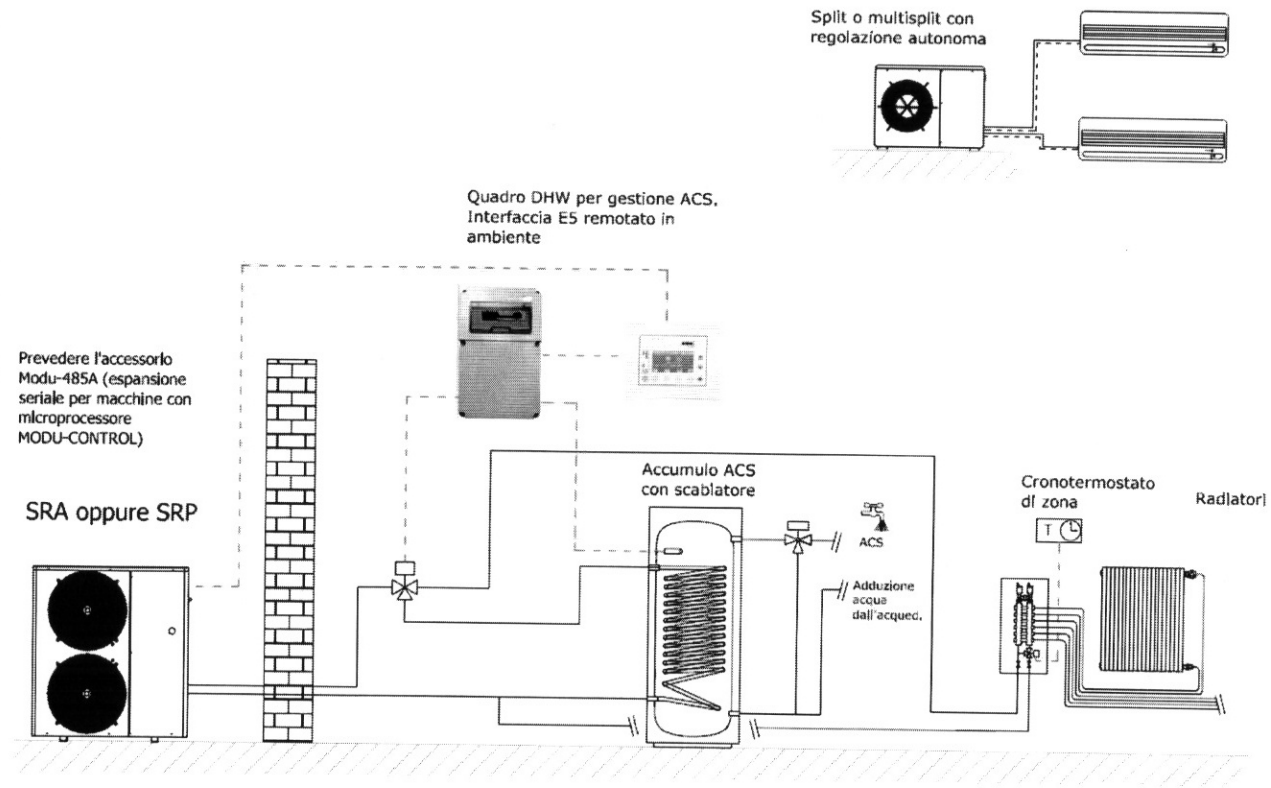 Split o multisplit con
regolazione autonoma
Quadro DHW per gestione ACS,
Interfaccia E5 remotato in
ambiente
Prevedere l'accessorio
Modu-485A (espansione
seriale per macchine con
microprocessore
MODU-CONTROL)
SRA oppure SRP
Accumulo ACS
con scabiatore
ACS
Adduzione
acqua
dall'acqued.
Cronotermostato
di zona
T
Radiatori